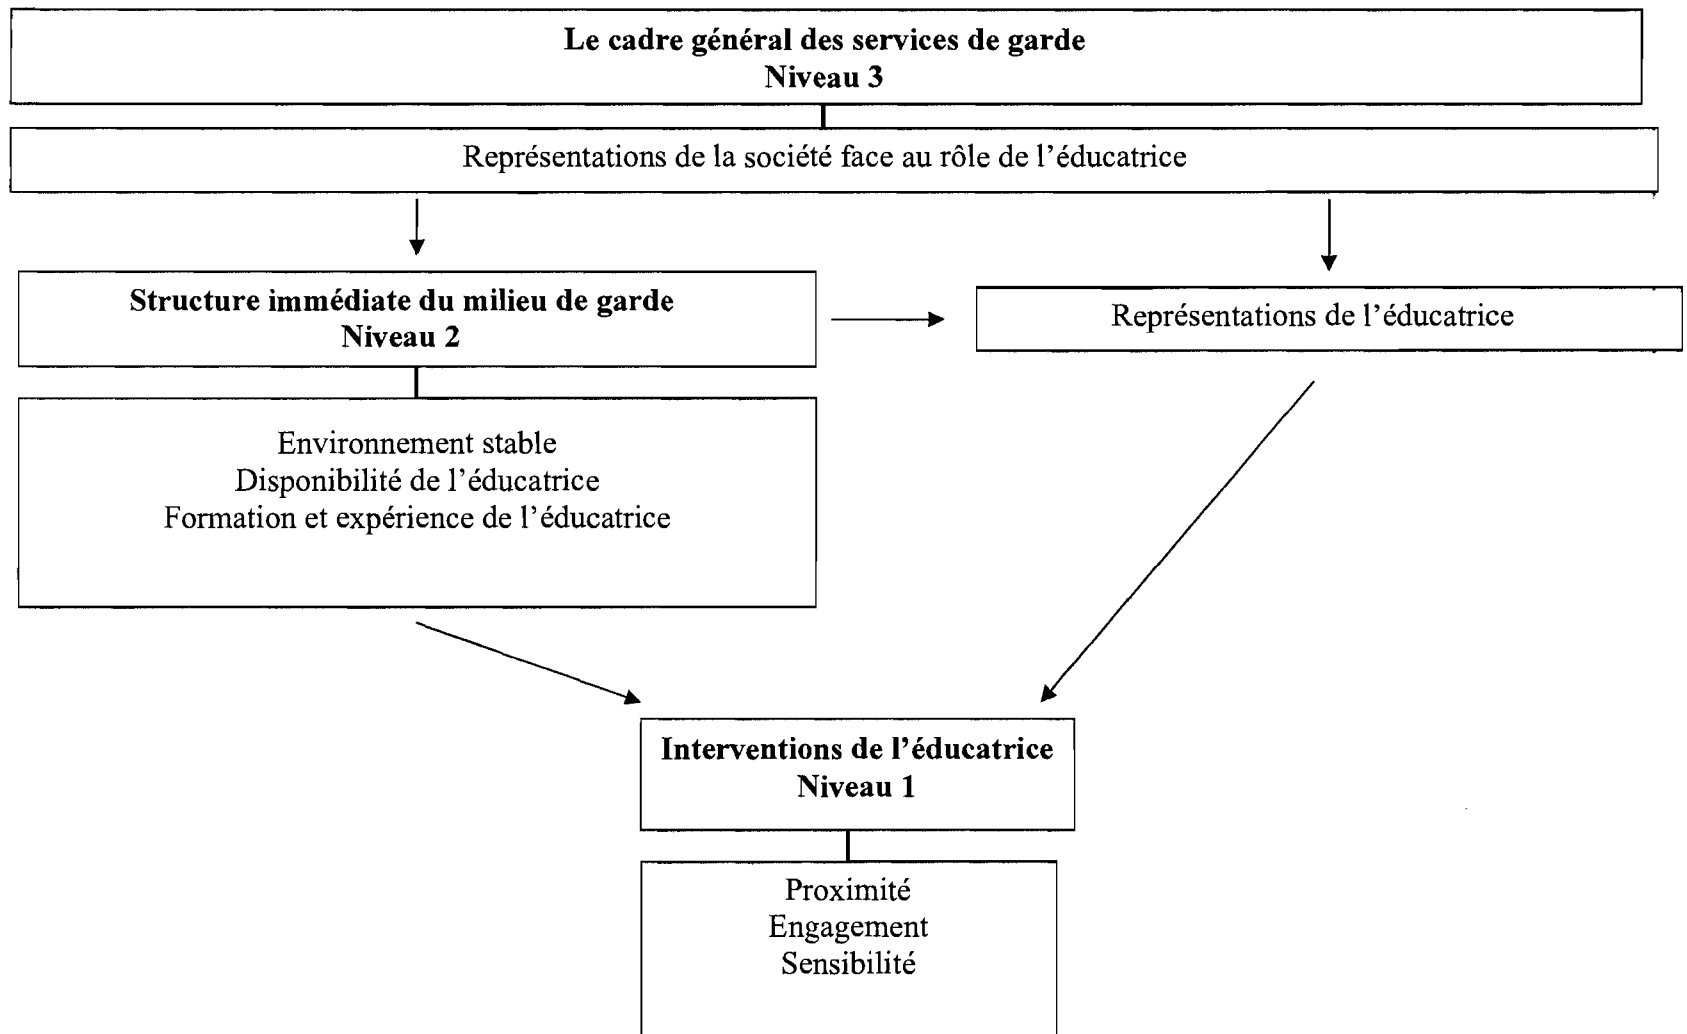 Le cadre général des services de garde
Niveau 3
Représentations de la société face au rôle de l'éducatrice
Structure immédiate du milieu de garde
Niveau 2
Représentations de l'éducatrice
Environnement stable
Disponibilité de l'éducatrice
Formation et expérience de l'éducatrice
Interventions de l'éducatrice
Niveau 1
Proximité
Engagement
Sensibilité